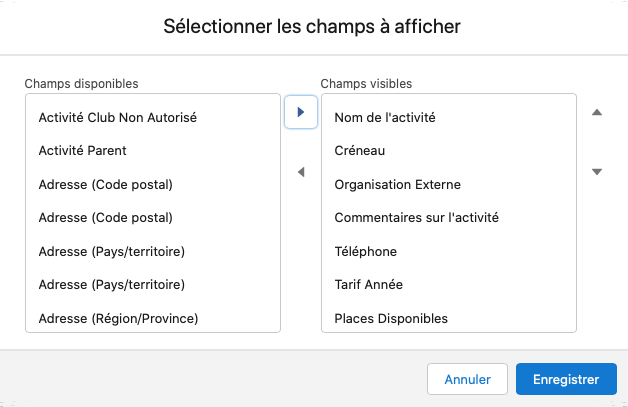 Sélectionner les champs à afficher
Champs disponibles
Activité Club Non Autorisé
Activité Parent
Adresse (Code postal)
Adresse (Code postal)
Adresse (Pays/territoire)
Adresse (Pays/territoire)
Adresse (Région/Province)
Champs visibles
Nom de l'activité
Créneau
Organisation Externe
Commentaires sur l'activité
Téléphone
Tarif Année
Places Disponibles
Annuler
Enregistrer